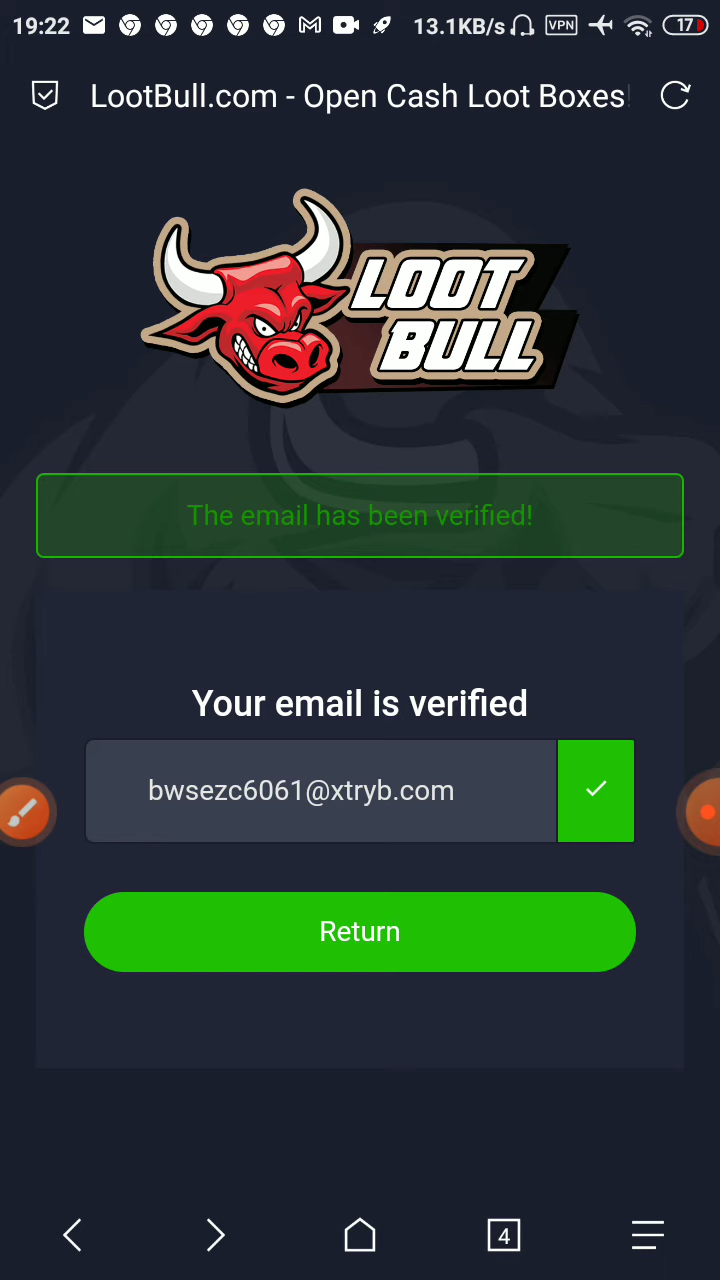 19:22 13.1KB/s VPN 17
LootBull.com - Open Cash Loot Boxes
LOOT
BULL
The email has been verified!
Your email is verified
bwsezc6061@xtryb.com
Return
4